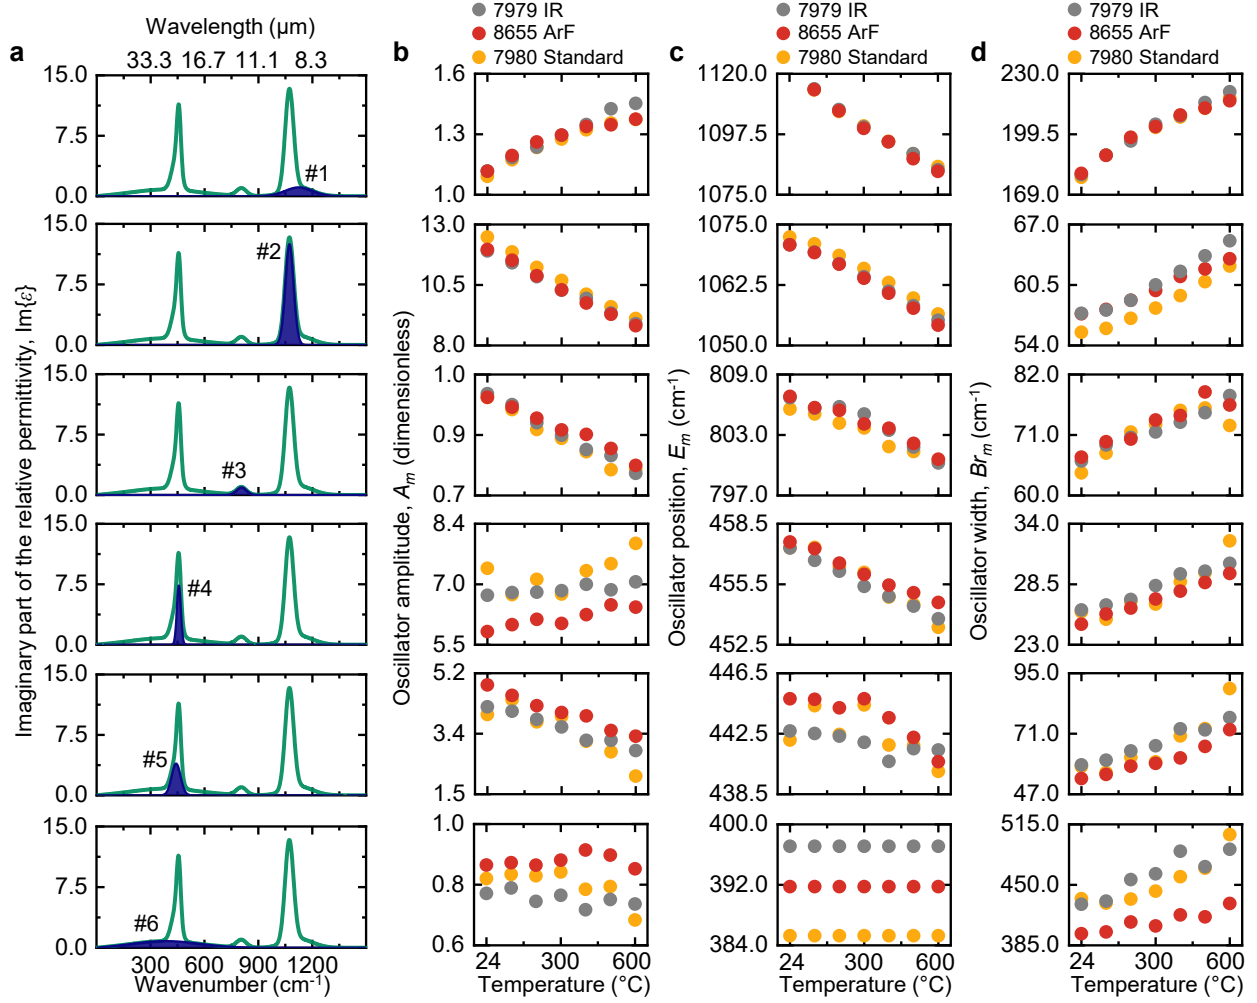 Wavelength (µm)
33.3 16.7 11.1 8.3
a
15.0
7.5
0.0
#1
15.0
7.5
0.0
#2
15.0
7.5
0.0
#3
15.0
7.5
0.0
#4
15.0
7.5
0.0
#5
15.0
7.5
0.0
#6
300 600 900 1200
Wavenumber (cm⁻¹)
Imaginary part of the relative permittivity, Im{ε}
7979 IR
8655 ArF
7980 Standard
b
1.6
1.3
1.0
13.0
10.5
8.0
1.0
0.9
0.7
8.4
7.0
5.5
5.2
3.4
1.5
1.0
0.8
0.6
24 300 600
Temperature (°C)
Oscillator amplitude, Aₘ (dimensionless)
7979 IR
8655 ArF
7980 Standard
c
1120.0
1097.5
1075.0
1075.0
1062.5
1050.0
809.0
803.0
797.0
458.5
455.5
452.5
446.5
442.5
438.5
400.0
392.0
384.0
24 300 600
Temperature (°C)
Oscillator position, Eₘ (cm⁻¹)
7979 IR
8655 ArF
7980 Standard
d
230.0
199.5
169.0
67.0
60.5
54.0
82.0
71.0
60.0
34.0
28.5
23.0
95.0
71.0
47.0
515.0
450.0
385.0
24 300 600
Temperature (°C)
Oscillator width, Brₘ (cm⁻¹)